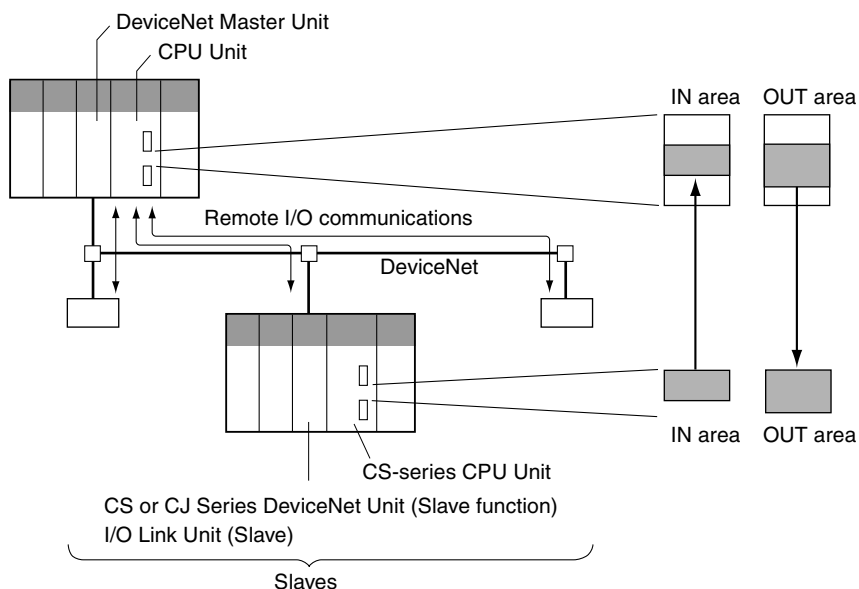 DeviceNet Master Unit
CPU Unit
IN area
OUT area
Remote I/O communications
DeviceNet
IN area
OUT area
CS-series CPU Unit
CS or CJ Series DeviceNet Unit (Slave function)
I/O Link Unit (Slave)
Slaves